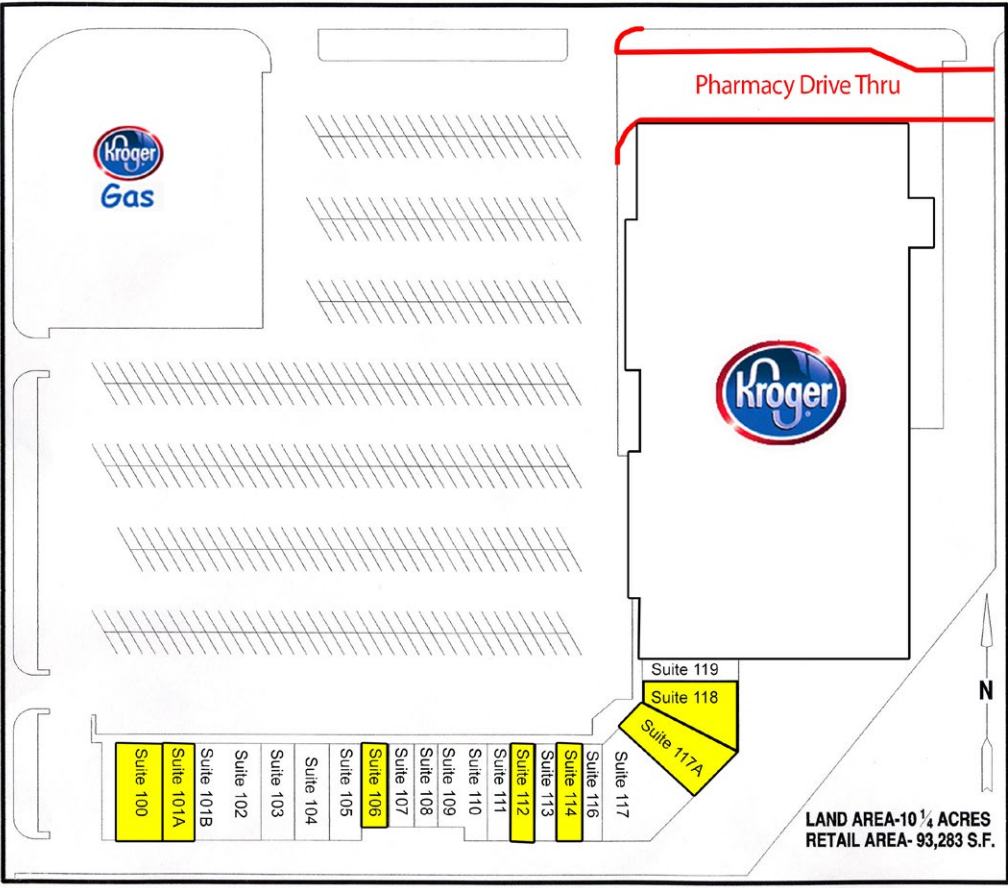 Pharmacy Drive Thru
Kroger
Gas
Kroger
Suite 119
Suite 118
Suite 117A
N
Suite 100
Suite 101A
Suite 101B
Suite 102
Suite 103
Suite 104
Suite 105
Suite 106
Suite 107
Suite 108
Suite 109
Suite 110
Suite 111
Suite 112
Suite 113
Suite 114
Suite 116
Suite 117
LAND AREA-10 1/4 ACRES
RETAIL AREA- 93,283 S.F.